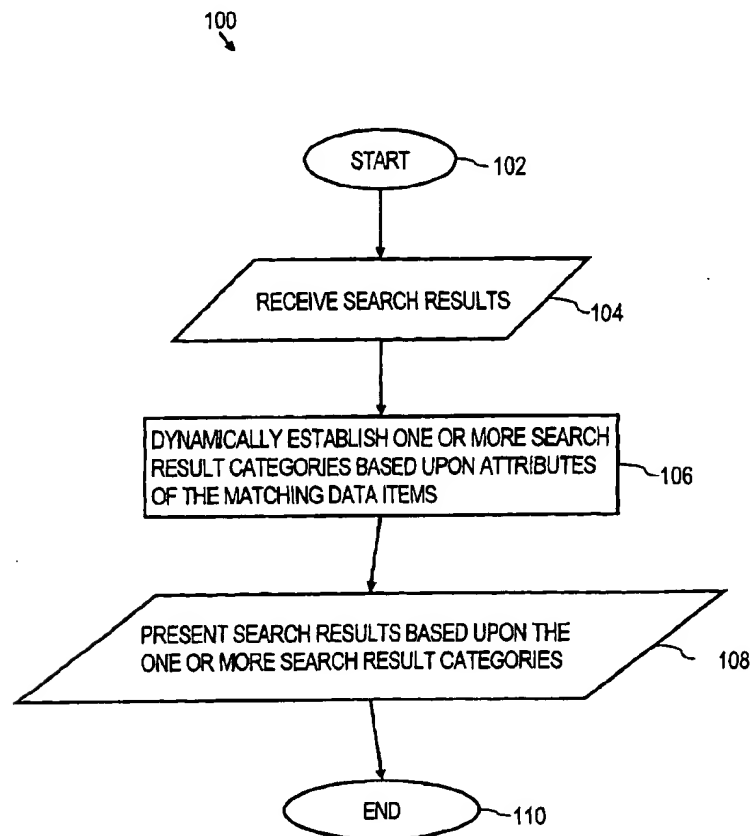 100
START
102
RECEIVE SEARCH RESULTS
104
DYNAMICALLY ESTABLISH ONE OR MORE SEARCH
RESULT CATEGORIES BASED UPON ATTRIBUTES
OF THE MATCHING DATA ITEMS
106
PRESENT SEARCH RESULTS BASED UPON THE
ONE OR MORE SEARCH RESULT CATEGORIES
108
END
110